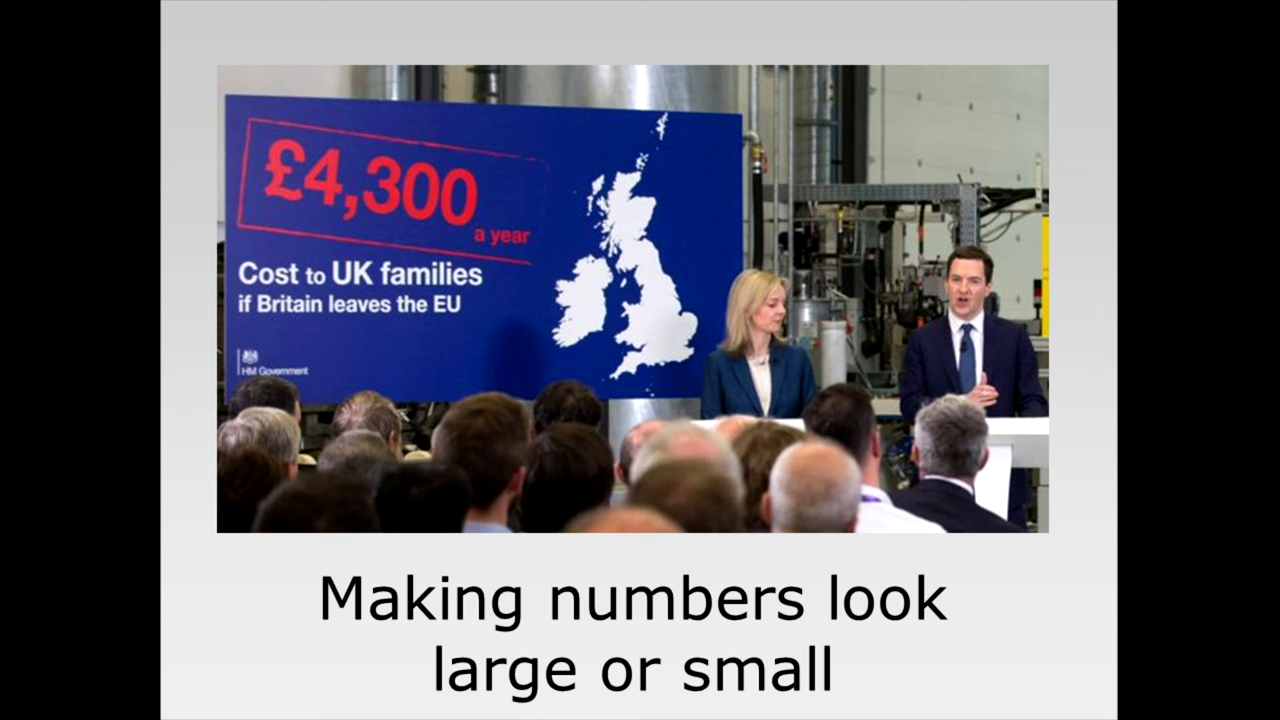 £4,300
a year
Cost to UK families
if Britain leaves the EU
HM Government
Making numbers look
large or small